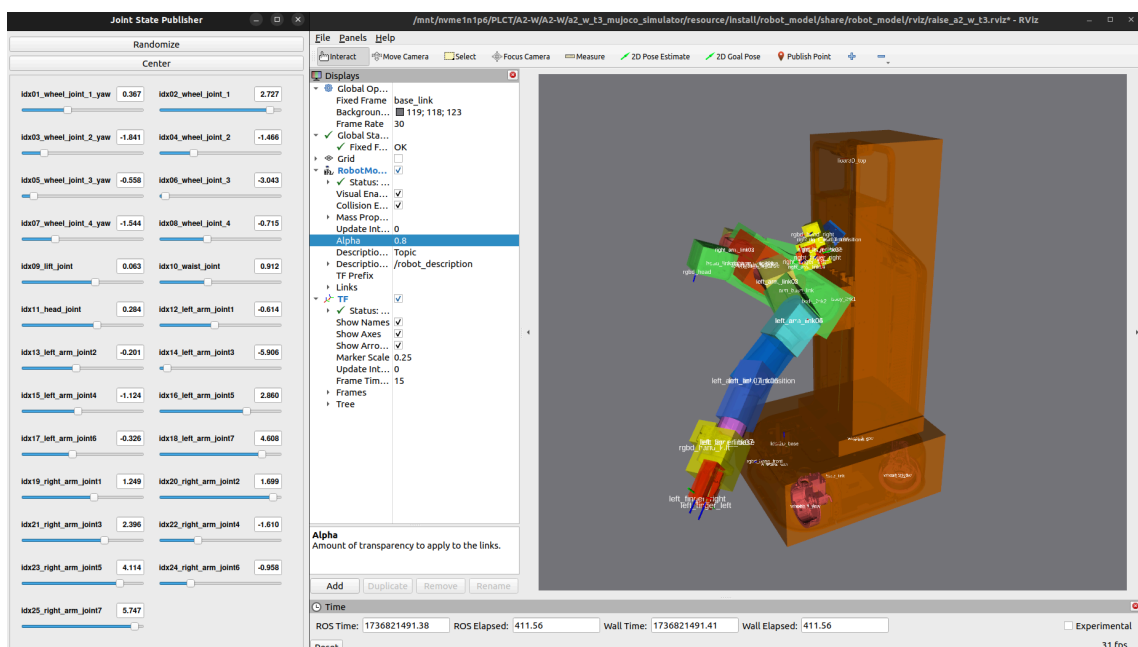 Joint State Publisher
Randomize
Center
idx01_wheel_joint_1_yaw 0.367 idx02_wheel_joint_1 2.727
idx03_wheel_joint_2_yaw -1.841 idx04_wheel_joint_2 -1.466
idx05_wheel_joint_3_yaw -0.558 idx06_wheel_joint_3 -3.043
idx07_wheel_joint_4_yaw -1.544 idx08_wheel_joint_4 -0.715
idx09_lift_joint 0.063 idx10_waist_joint 0.912
idx11_head_joint 0.284 idx12_left_arm_joint1 -0.614
idx13_left_arm_joint2 -0.201 idx14_left_arm_joint3 -5.906
idx15_left_arm_joint4 -1.124 idx16_left_arm_joint5 2.860
idx17_left_arm_joint6 -0.326 idx18_left_arm_joint7 4.608
idx19_right_arm_joint1 1.249 idx20_right_arm_joint2 1.699
idx21_right_arm_joint3 2.396 idx22_right_arm_joint4 -1.610
idx23_right_arm_joint5 4.114 idx24_right_arm_joint6 -0.958
idx25_right_arm_joint7 5.747
/mnt/nvme1n1p6/PLCT/A2-W/A2-W/a2_w_t3_mujoco_simulator/resource/install/robot_model/share/robot_model/rviz/raise_a2_w_t3.rviz* - RViz
File Panels Help
Interact Move Camera Select Focus Camera Measure 2D Pose Estimate 2D Goal Pose Publish Point
Displays
Global Op...
Fixed Frame base_link
Backgroun... 119; 118; 123
Frame Rate 30
Global Sta...
Fixed F... OK
Grid
RobotMo...
Status: ...
Visual Ena...
Collision E...
Mass Prop...
Update Int... 0
Alpha 0.8
Descriptio... Topic
Descriptio... /robot_description
TF Prefix
Links
TF
Status: ...
Show Names
Show Axes
Show Arro...
Marker Scale 0.25
Update Int... 0
Frame Tim... 15
Frames
Tree
Alpha
Amount of transparency to apply to the links.
Add Duplicate Remove Rename
left_finger_right
left_finger_left
Time
ROS Time: 1736821491.38 ROS Elapsed: 411.56 Wall Time: 1736821491.41 Wall Elapsed: 411.56 Experimental
Reset 31 fps